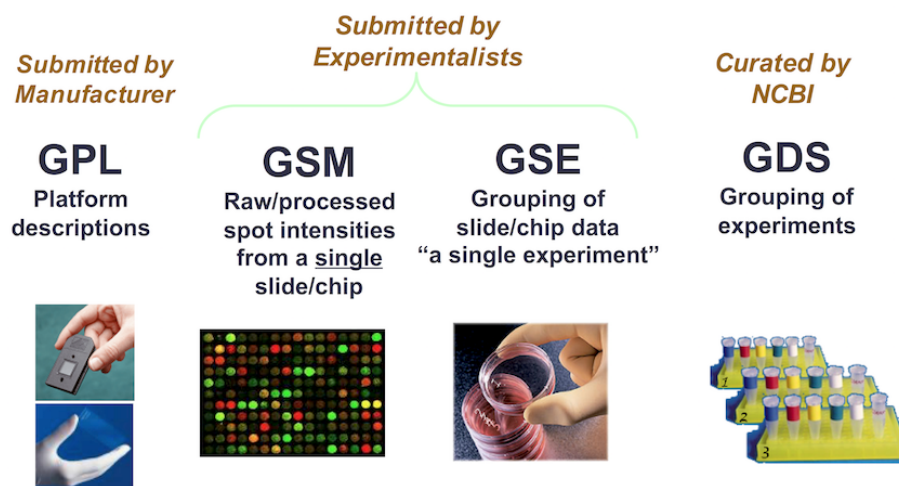 Submitted by
Manufacturer
Submitted by
Experimentalists
Curated by
NCBI
GPL
Platform
descriptions
GSM
Raw/processed
spot intensities
from a single
slide/chip
GSE
Grouping of
slide/chip data
“a single experiment”
GDS
Grouping of
experiments
1
2
3